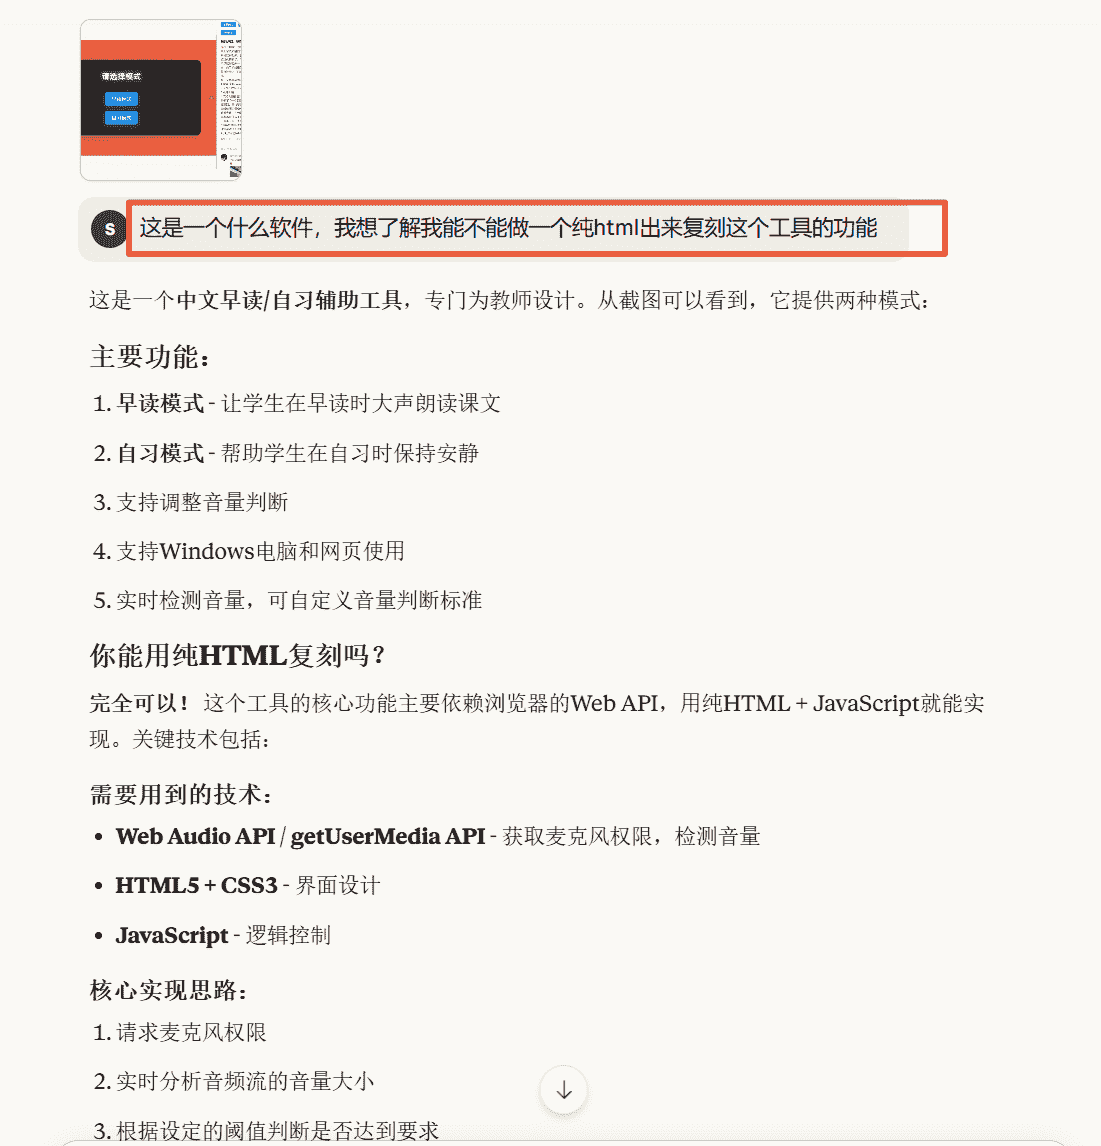 请选择模式
早读模式
自习模式
S
这是一个什么软件，我想了解我能不能做一个纯html出来复刻这个工具的功能
这是一个中文早读/自习辅助工具，专门为教师设计。从截图可以看到，它提供两种模式：
主要功能：
1. 早读模式 - 让学生在早读时大声朗读课文
2. 自习模式 - 帮助学生在自习时保持安静
3. 支持调整音量判断
4. 支持Windows电脑和网页使用
5. 实时检测音量，可自定义音量判断标准
你能用纯HTML复刻吗？
完全可以！这个工具的核心功能主要依赖浏览器的Web API，用纯HTML + JavaScript就能实
现。关键技术包括：
需要用到的技术：
• Web Audio API / getUserMedia API - 获取麦克风权限，检测音量
• HTML5 + CSS3 - 界面设计
• JavaScript - 逻辑控制
核心实现思路：
1. 请求麦克风权限
2. 实时分析音频流的音量大小
3. 根据设定的阈值判断是否达到要求